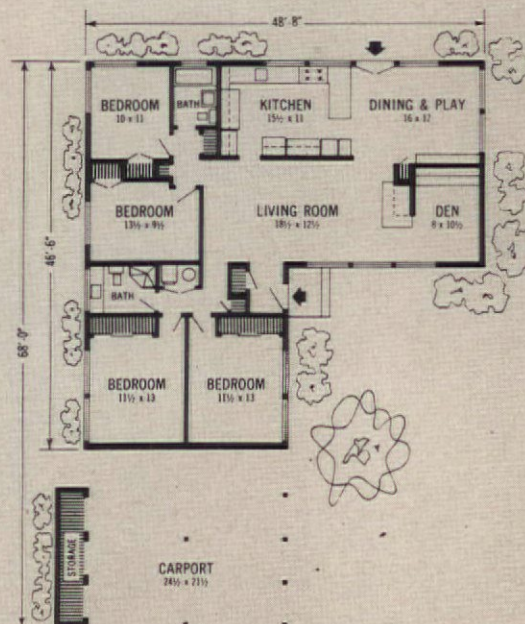 48'-8"
BEDROOM
10 x 11
BATH
KITCHEN
15½ x 11
DINING & PLAY
16 x 12
BEDROOM
13½ x 9½
LIVING ROOM
18½ x 12½
DEN
8 x 10½
46'-6"
68'-0"
BATH
BEDROOM
11½ x 13
BEDROOM
11½ x 13
STORAGE
CARPORT
24½ x 21½